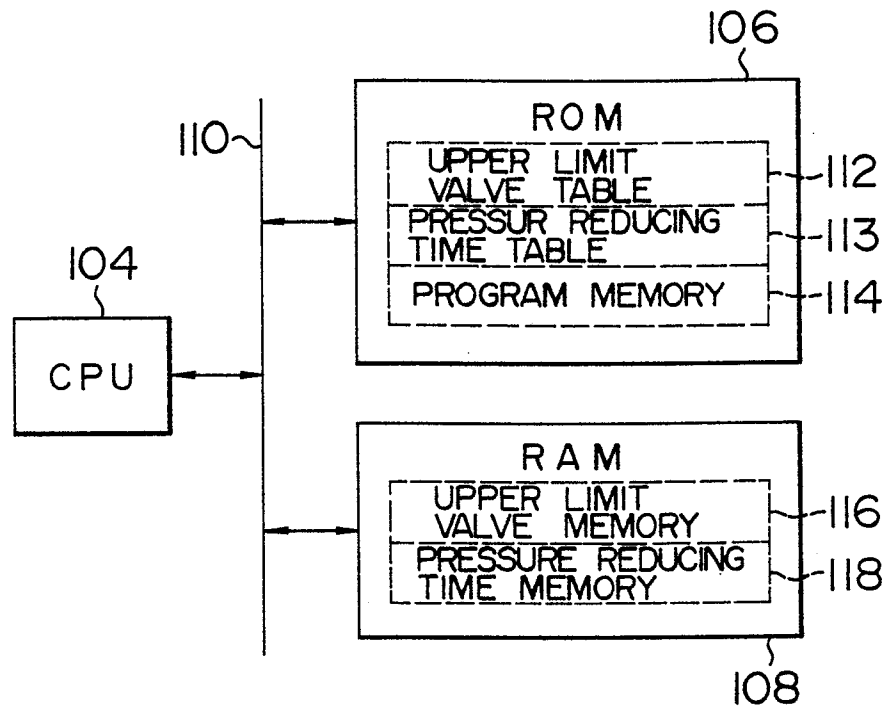 106
ROM
110
UPPER LIMIT
VALVE TABLE
112
PRESSUR REDUCING
TIME TABLE
113
104
PROGRAM MEMORY
114
CPU
RAM
UPPER LIMIT
VALVE MEMORY
116
PRESSURE REDUCING
TIME MEMORY
118
108